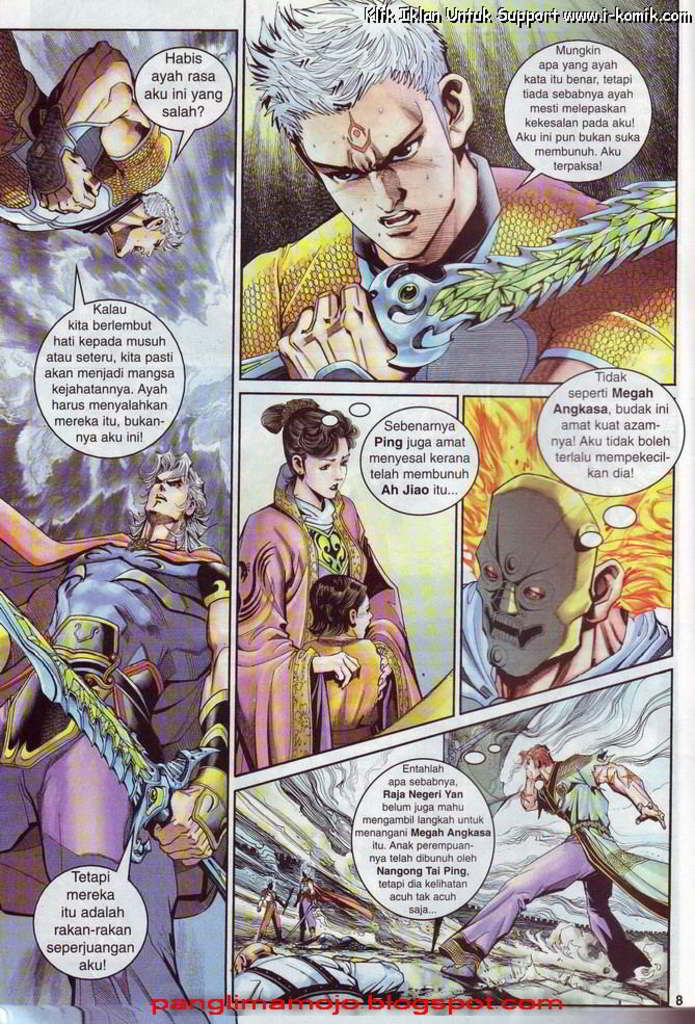 Klik Iklan Untuk Support www.i-komik.com
Habis
ayah rasa
aku ini yang
salah?
Kalau
kita berlembut
hati kepada musuh
atau seteru, kita pasti
akan menjadi mangsa
kejahatannya. Ayah
harus menyalahkan
mereka itu, bukan-
nya aku ini!
Tetapi
mereka
itu adalah
rakan-rakan
seperjuangan
aku!
Mungkin
apa yang ayah
kata itu benar, tetapi
tiada sebabnya ayah
mesti melepaskan
kekesalan pada aku!
Aku ini pun bukan suka
membunuh. Aku
terpaksa!
Sebenarnya
Ping juga amat
menyesal kerana
telah membunuh
Ah Jiao itu...
Tidak
seperti Megah
Angkasa, budak ini
amat kuat azam-
nya! Aku tidak boleh
terlalu mempekecil-
kan dia!
Entahlah
apa sebabnya,
Raja Negeri Yan
belum juga mahu
mengambil langkah untuk
menangani Megah Angkasa
itu. Anak perempuan-
nya telah dibunuh oleh
Nangong Tai Ping,
tetapi dia kelihatan
acuh tak acuh
saja...
8
panglimamojo.blogspot.com